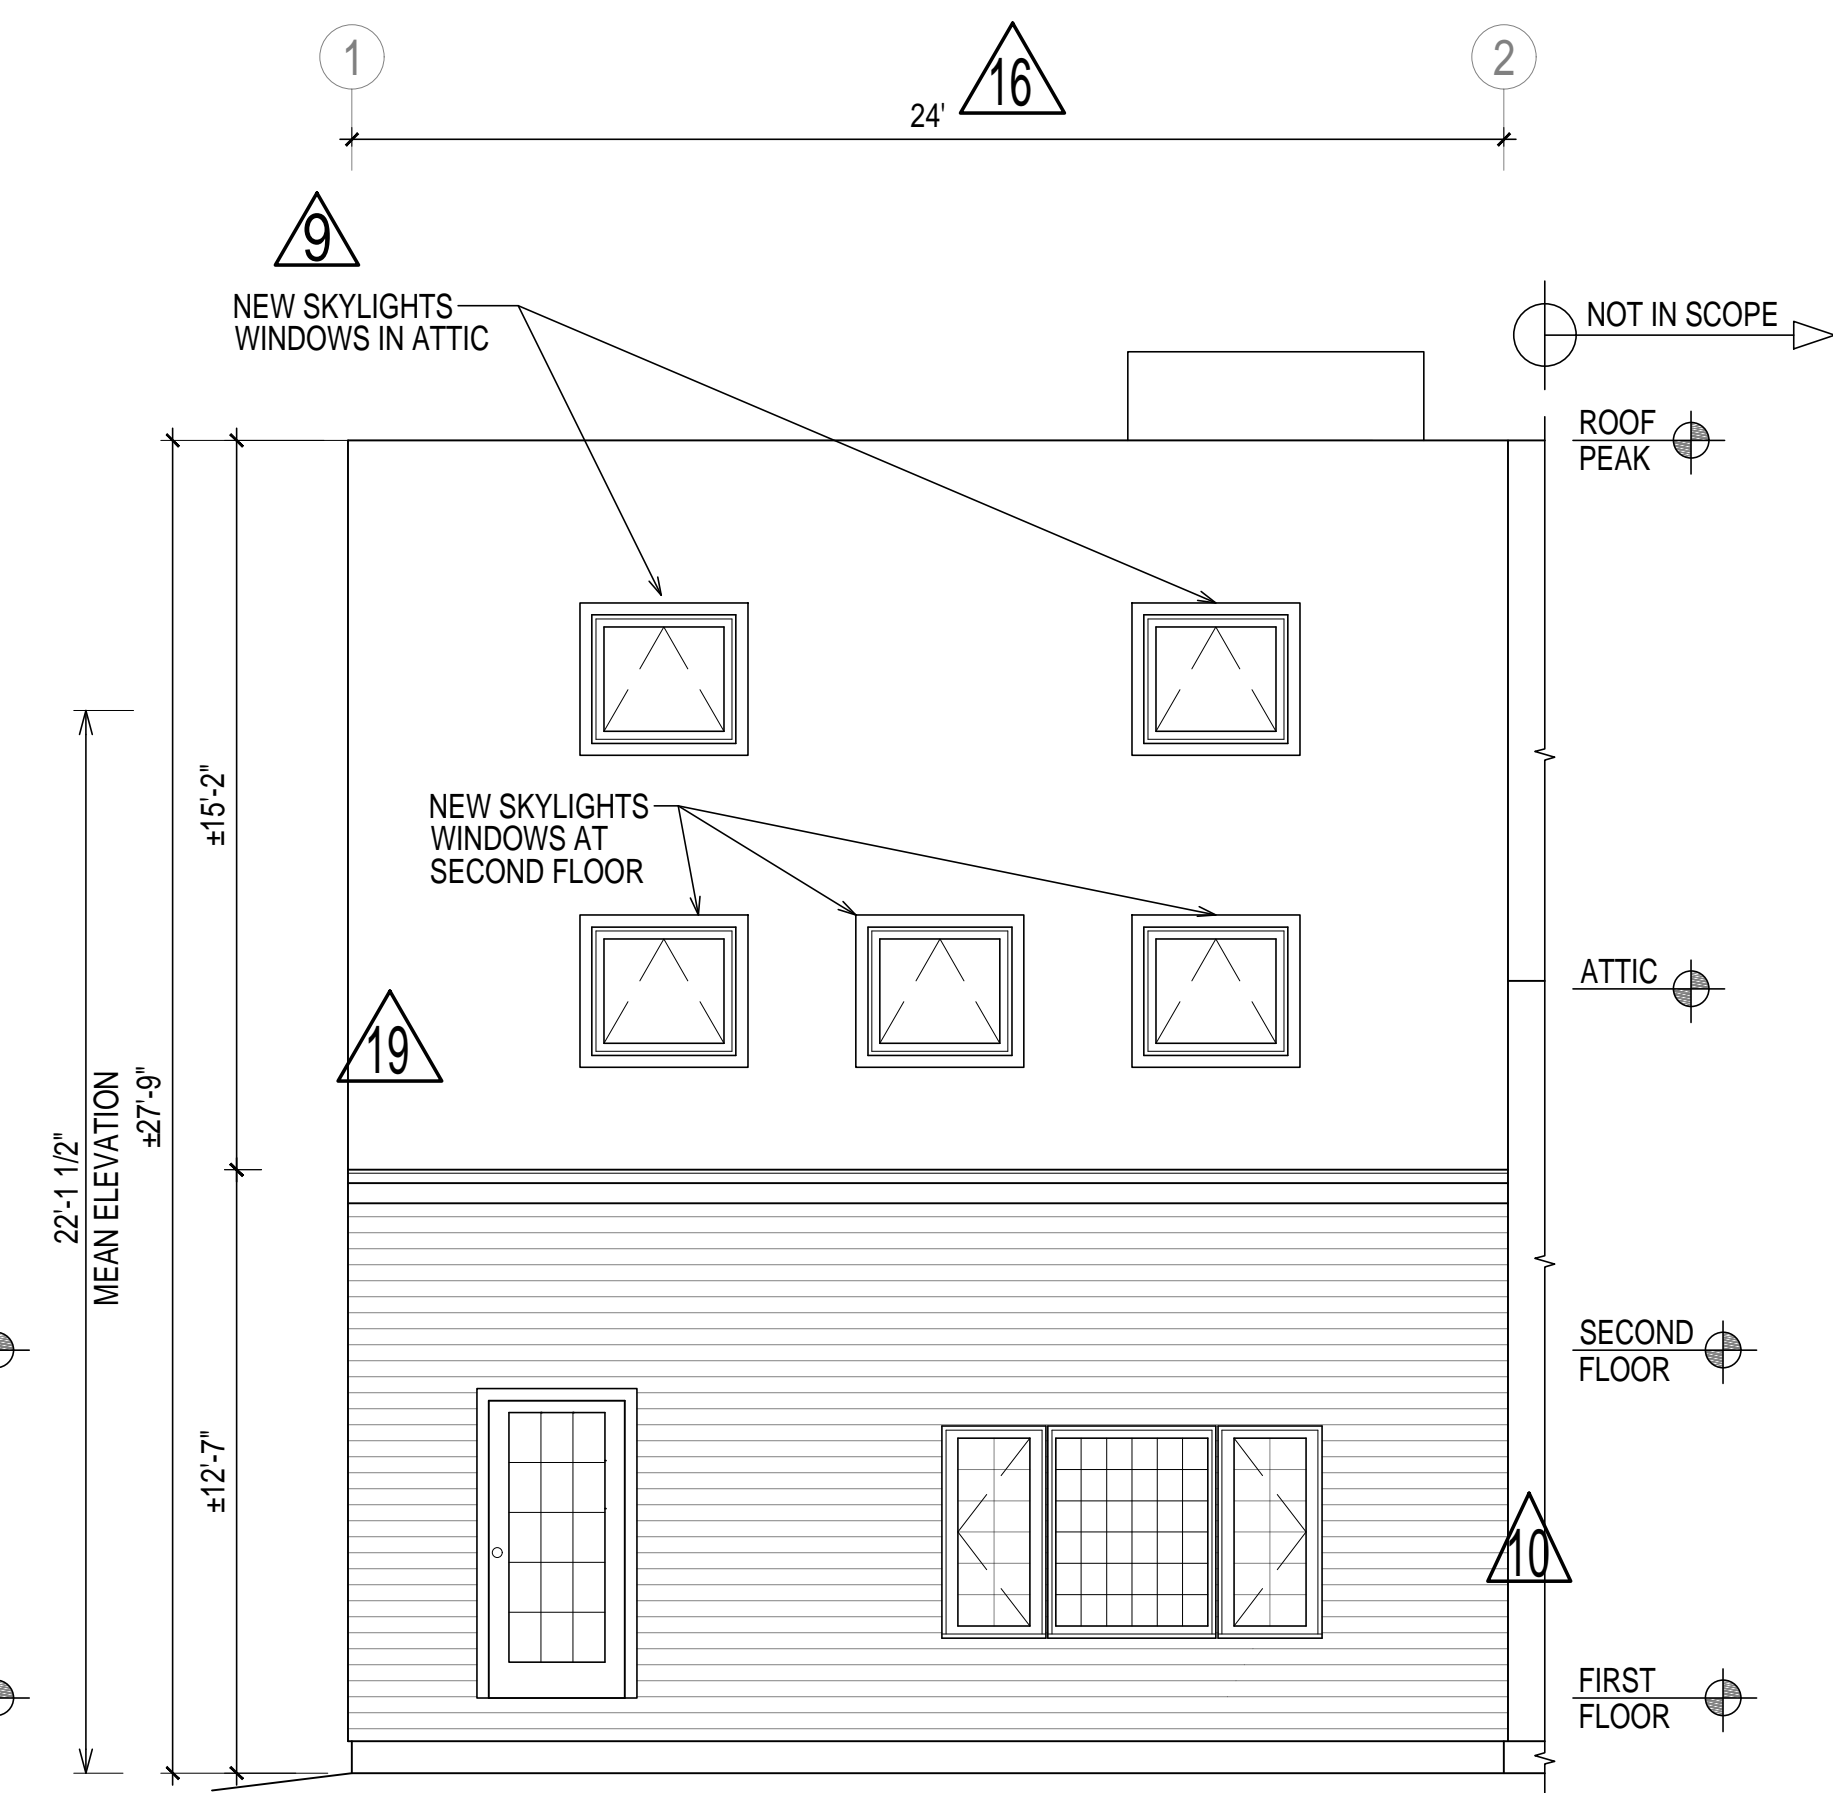 1
2
16
24'
9
NEW SKYLIGHTS
WINDOWS IN ATTIC
NOT IN SCOPE
ROOF
PEAK
±15'-2"
NEW SKYLIGHTS
WINDOWS AT
SECOND FLOOR
ATTIC
19
22'-1 1/2"
MEAN ELEVATION
±27'-9"
SECOND
FLOOR
±12'-7"
10
FIRST
FLOOR